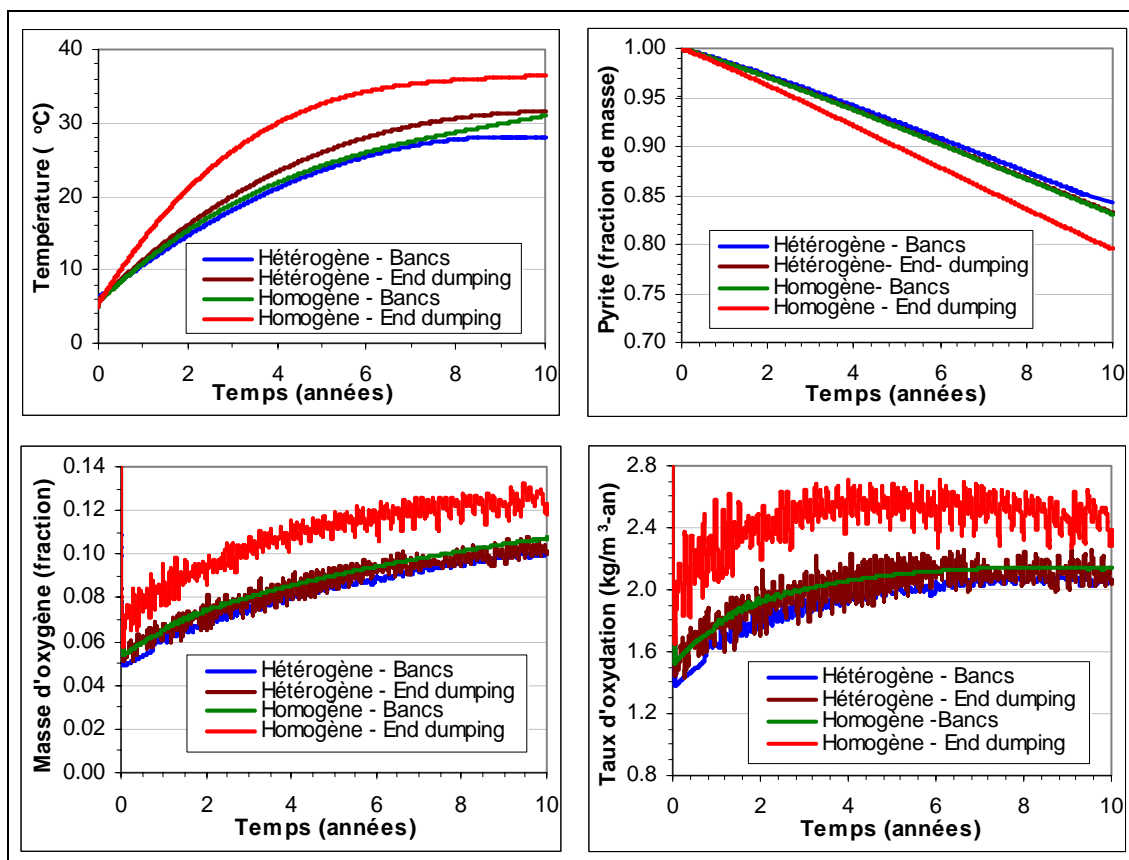 40
30
20
10
0
Température ( ºC)
0 2 4 6 8 10
Temps (années)
Hétérogène - Bancs
Hétérogène - End dumping
Homogène - Bancs
Homogène - End dumping
1.00
0.95
0.90
0.85
0.80
0.75
0.70
Pyrite (fraction de masse)
0 2 4 6 8 10
Temps (années)
Hétérogène - Bancs
Hétérogène- End- dumping
Homogène- Bancs
Homogène - End dumping
0.14
0.12
0.10
0.08
0.06
0.04
0.02
0.00
Masse d'oxygène (fraction)
0 2 4 6 8 10
Temps (années)
Hétérogène - Bancs
Hétérogène - End dumping
Homogène - Bancs
Homogène - End dumping
2.8
2.4
2.0
1.6
1.2
0.8
Taux d'oxydation (kg/m ³-an)
0 2 4 6 8 10
Temps (années)
Hétérogène - Bancs
Hétérogène - End dumping
Homogène -Bancs
Homogène - End dumping